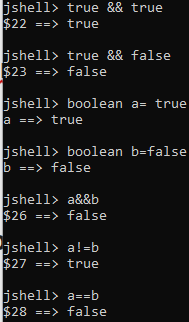 jshell> true && true
$22 ==> true
jshell> true && false
$23 ==> false
jshell> boolean a= true
a ==> true
jshell> boolean b=false
b ==> false
jshell> a&&b
$26 ==> false
jshell> a!=b
$27 ==> true
jshell> a==b
$28 ==> false